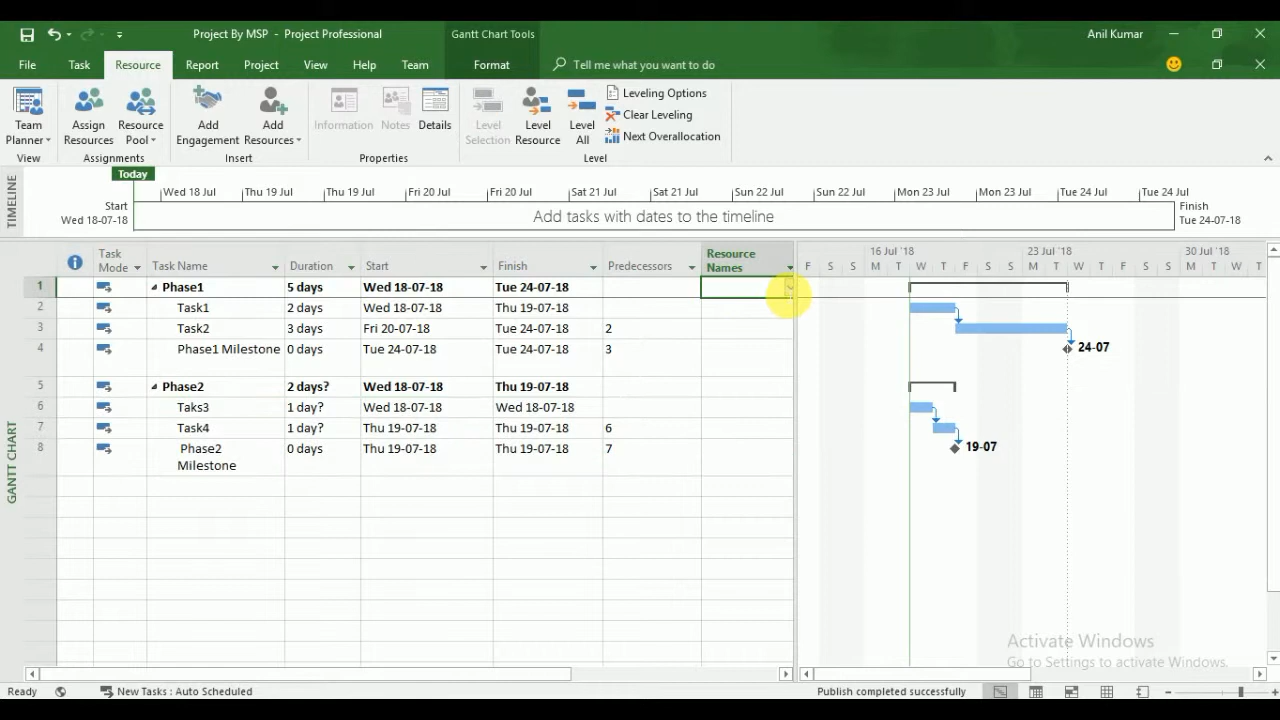 Project By MSP - Project Professional
Gantt Chart Tools
Anil Kumar
File Task Resource Report Project View Help Team Format Tell me what you want to do
Team Planner
Assign Resources
Resource Pool
Add Engagement
Add Resources
Information
Notes
Details
Level Selection
Level Resource
Level All
Leveling Options
Clear Leveling
Next Overallocation
View Assignments Insert Properties Level
Today
TIMELINE
Wed 18 Jul Thu 19 Jul Thu 19 Jul Fri 20 Jul Fri 20 Jul Sat 21 Jul Sat 21 Jul Sun 22 Jul Sun 22 Jul Mon 23 Jul Mon 23 Jul Tue 24 Jul Tue 24 Jul
Start
Wed 18-07-18
Add tasks with dates to the timeline
Finish
Tue 24-07-18
Task Mode Task Name Duration Start Finish Predecessors Resource Names
16 Jul '18 23 Jul '18 30 Jul '18
F S S M T W T F S S M T W T F S S M T W T
1 Phase1 5 days Wed 18-07-18 Tue 24-07-18
2 Task1 2 days Wed 18-07-18 Thu 19-07-18
3 Task2 3 days Fri 20-07-18 Tue 24-07-18 2
4 Phase1 Milestone 0 days Tue 24-07-18 Tue 24-07-18 3
24-07
5 Phase2 2 days? Wed 18-07-18 Thu 19-07-18
6 Taks3 1 day? Wed 18-07-18 Wed 18-07-18
7 Task4 1 day? Thu 19-07-18 Thu 19-07-18 6
8 Phase2 Milestone 0 days Thu 19-07-18 Thu 19-07-18 7
19-07
GANTT CHART
Activate Windows
Go to Settings to activate Windows.
Ready New Tasks : Auto Scheduled Publish completed successfully